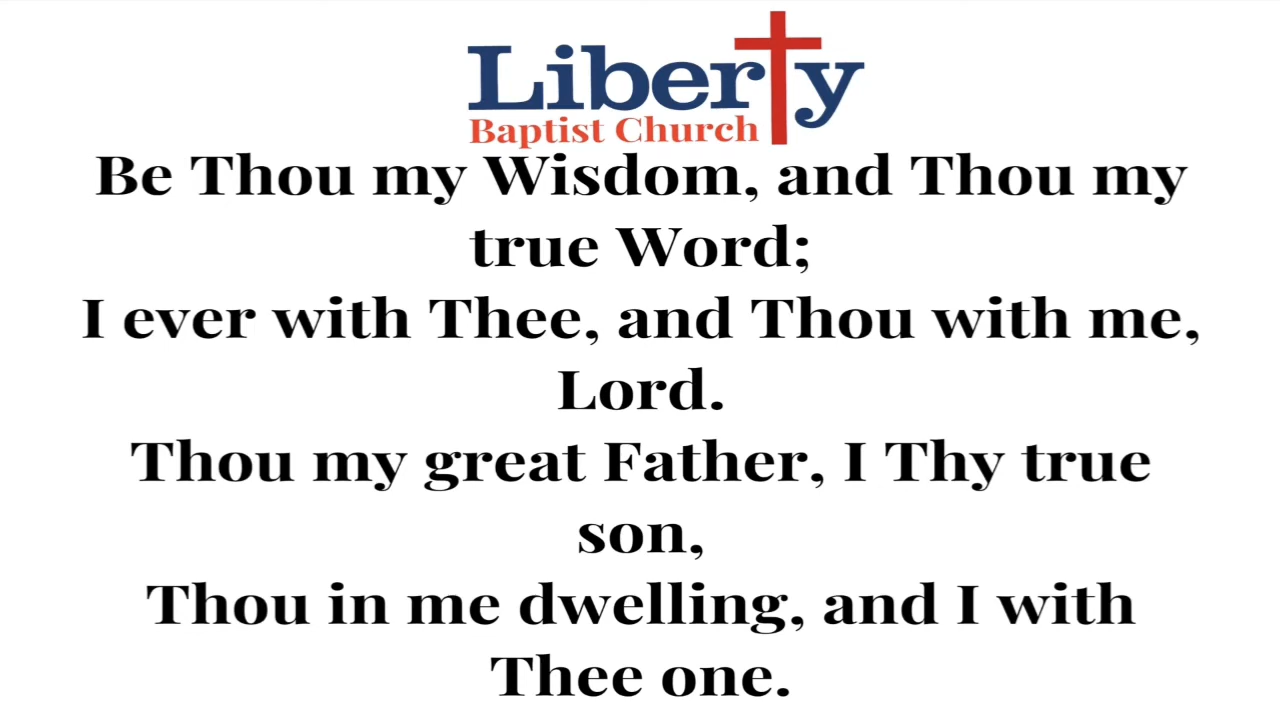 Liberty
Baptist Church
Be Thou my Wisdom, and Thou my
true Word;
I ever with Thee, and Thou with me,
Lord.
Thou my great Father, I Thy true
son,
Thou in me dwelling, and I with
Thee one.